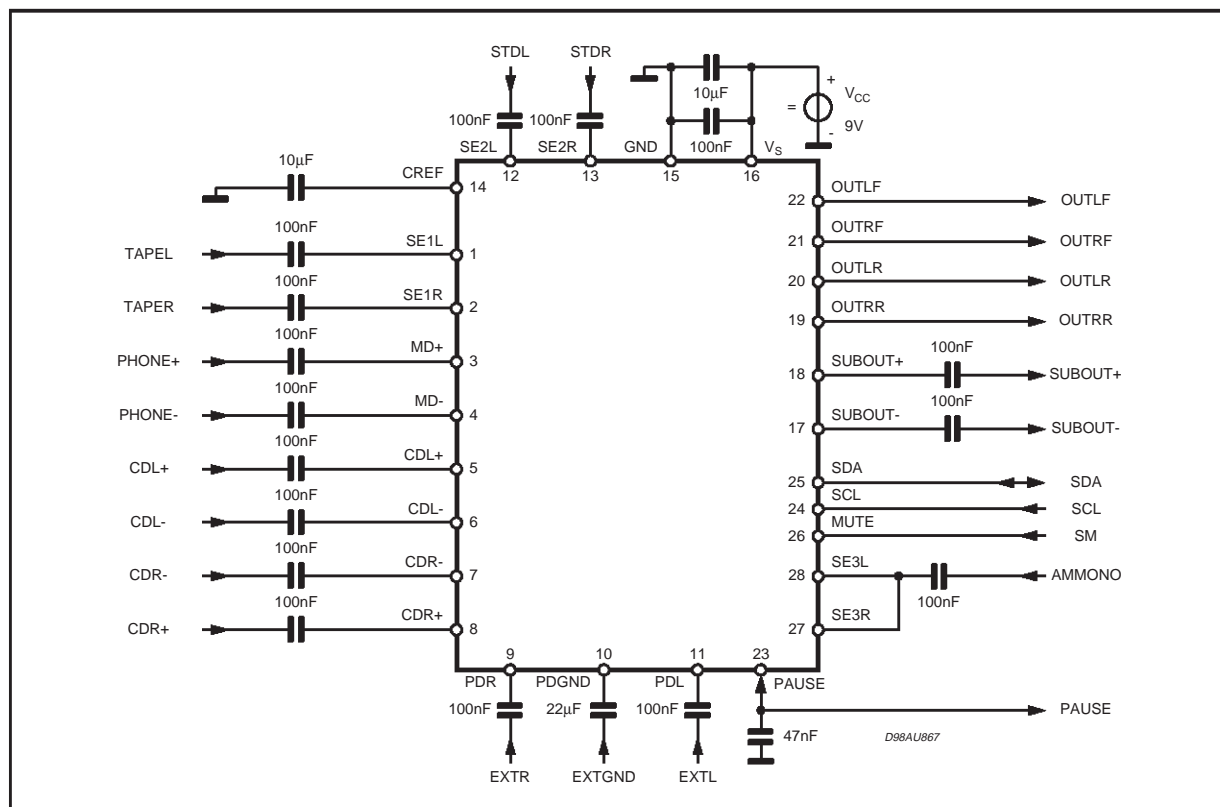 STDL STDR
10µF + VCC
= 9V
100nF 100nF 100nF -
SE2L SE2R GND VS
12 13 15 16
10µF CREF
14
22 OUTLF OUTLF
100nF SE1L
TAPEL 1
21 OUTRF OUTRF
100nF SE1R
TAPER 2
20 OUTLR OUTLR
19 OUTRR OUTRR
100nF MD+
PHONE+ 3
18 SUBOUT+ 100nF SUBOUT+
100nF MD-
PHONE- 4
17 SUBOUT- 100nF SUBOUT-
100nF CDL+
CDL+ 5
25 SDA SDA
100nF CDL-
CDL- 6
24 SCL SCL
26 MUTE SM
100nF CDR-
CDR- 7
28 SE3L 100nF AMMONO
100nF CDR+
CDR+ 8
27 SE3R
9 10 11 23
PDR PDGND PDL PAUSE
100nF 22µF 100nF PAUSE
47nF D98AU867
EXTR EXTGND EXTL